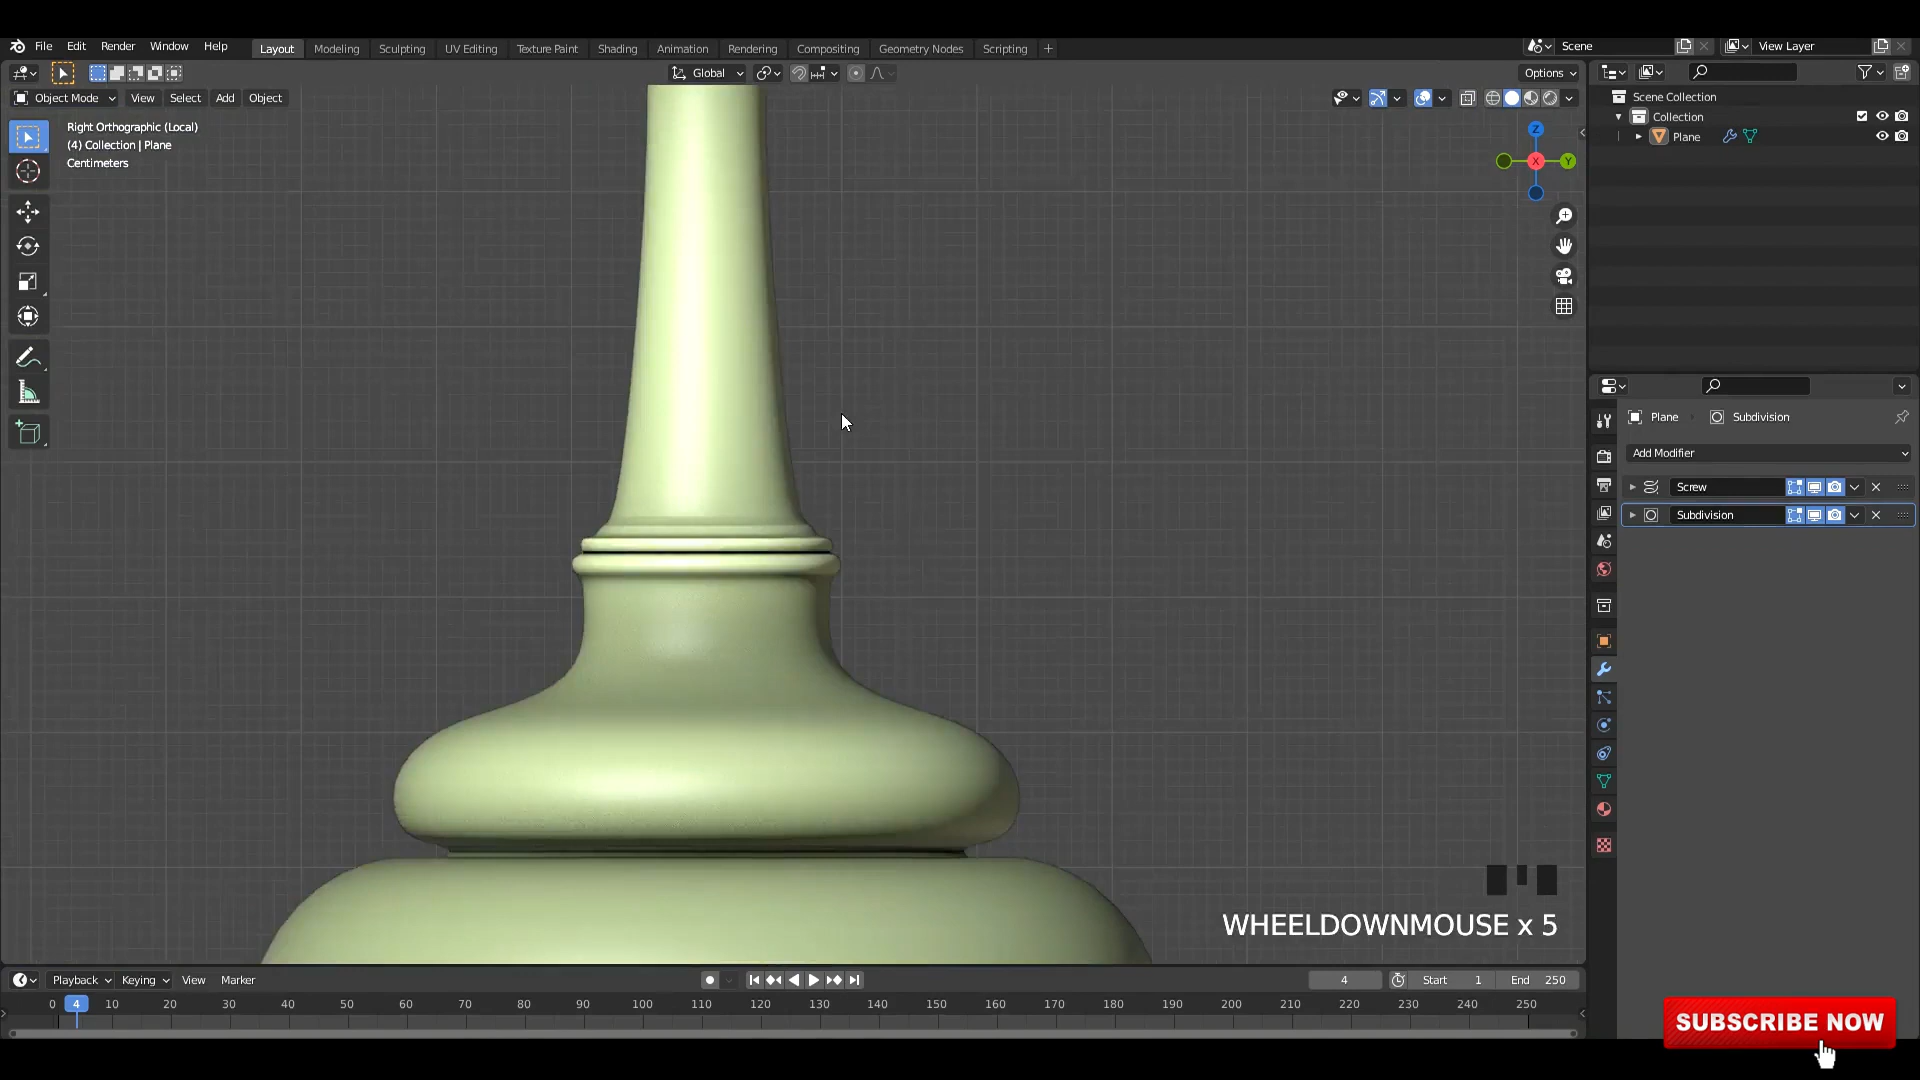 File Edit Render Window Help Layout Modeling Sculpting UV Editing Texture Paint Shading Animation Rendering Compositing Geometry Nodes Scripting + Scene View Layer
Global Options
Object Mode View Select Add Object
Right Orthographic (Local)
(4) Collection | Plane
Centimeters
Z
X
Y
Scene Collection
Collection
Plane
Plane Subdivision
Add Modifier
Screw
Subdivision
WHEELDOWNMOUSE x 5
Playback Keying View Marker 4 Start 1 End 250
0 4 10 20 30 40 50 60 70 80 90 100 110 120 130 140 150 160 170 180 190 200 210 220 230 240 250
SUBSCRIBE NOW